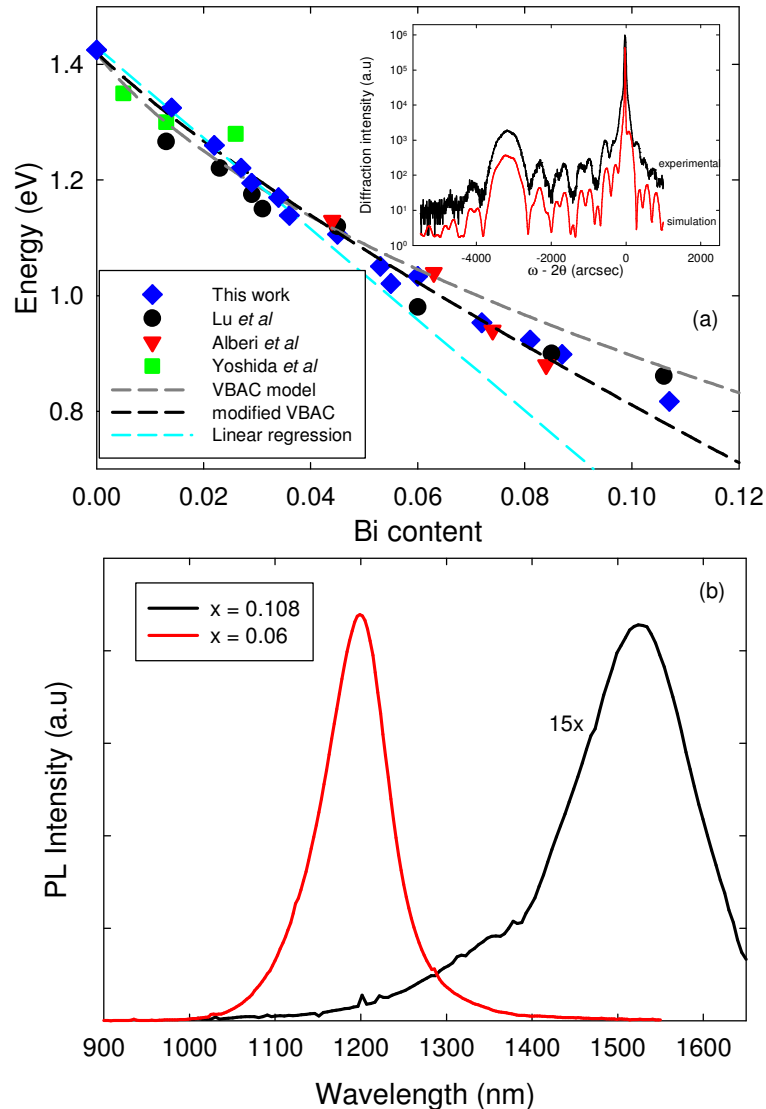 Energy (eV)
1.4
1.2
1.0
0.8
0.00 0.02 0.04 0.06 0.08 0.10 0.12
Bi content
(a)
This work
Lu et al
Alberi et al
Yoshida et al
VBAC model
modified VBAC
Linear regression
Diffraction intensity (a.u)
10⁶
10⁵
10⁴
10³
10²
10¹
10⁰
experimental
simulation
-4000 -2000 0 2000
ω - 2θ (arcsec)
(b)
x = 0.108
x = 0.06
15x
PL Intensity (a.u)
900 1000 1100 1200 1300 1400 1500 1600
Wavelength (nm)